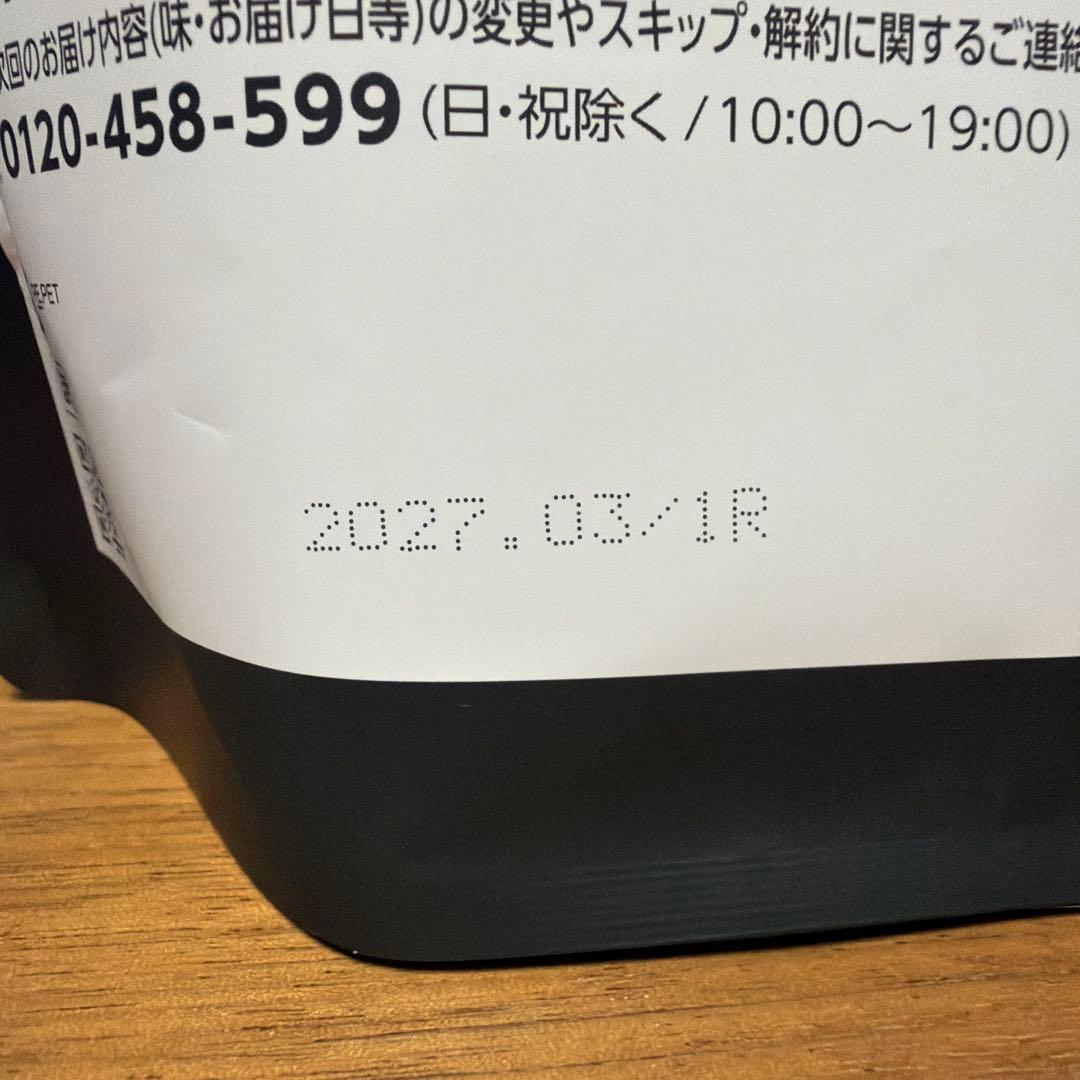 次回のお届け内容(味・お届け日等)の変更やスキップ・解約に関するご連絡
0120-458-599 (日・祝除く / 10:00～19:00)
PE,PET
2027.03/1R